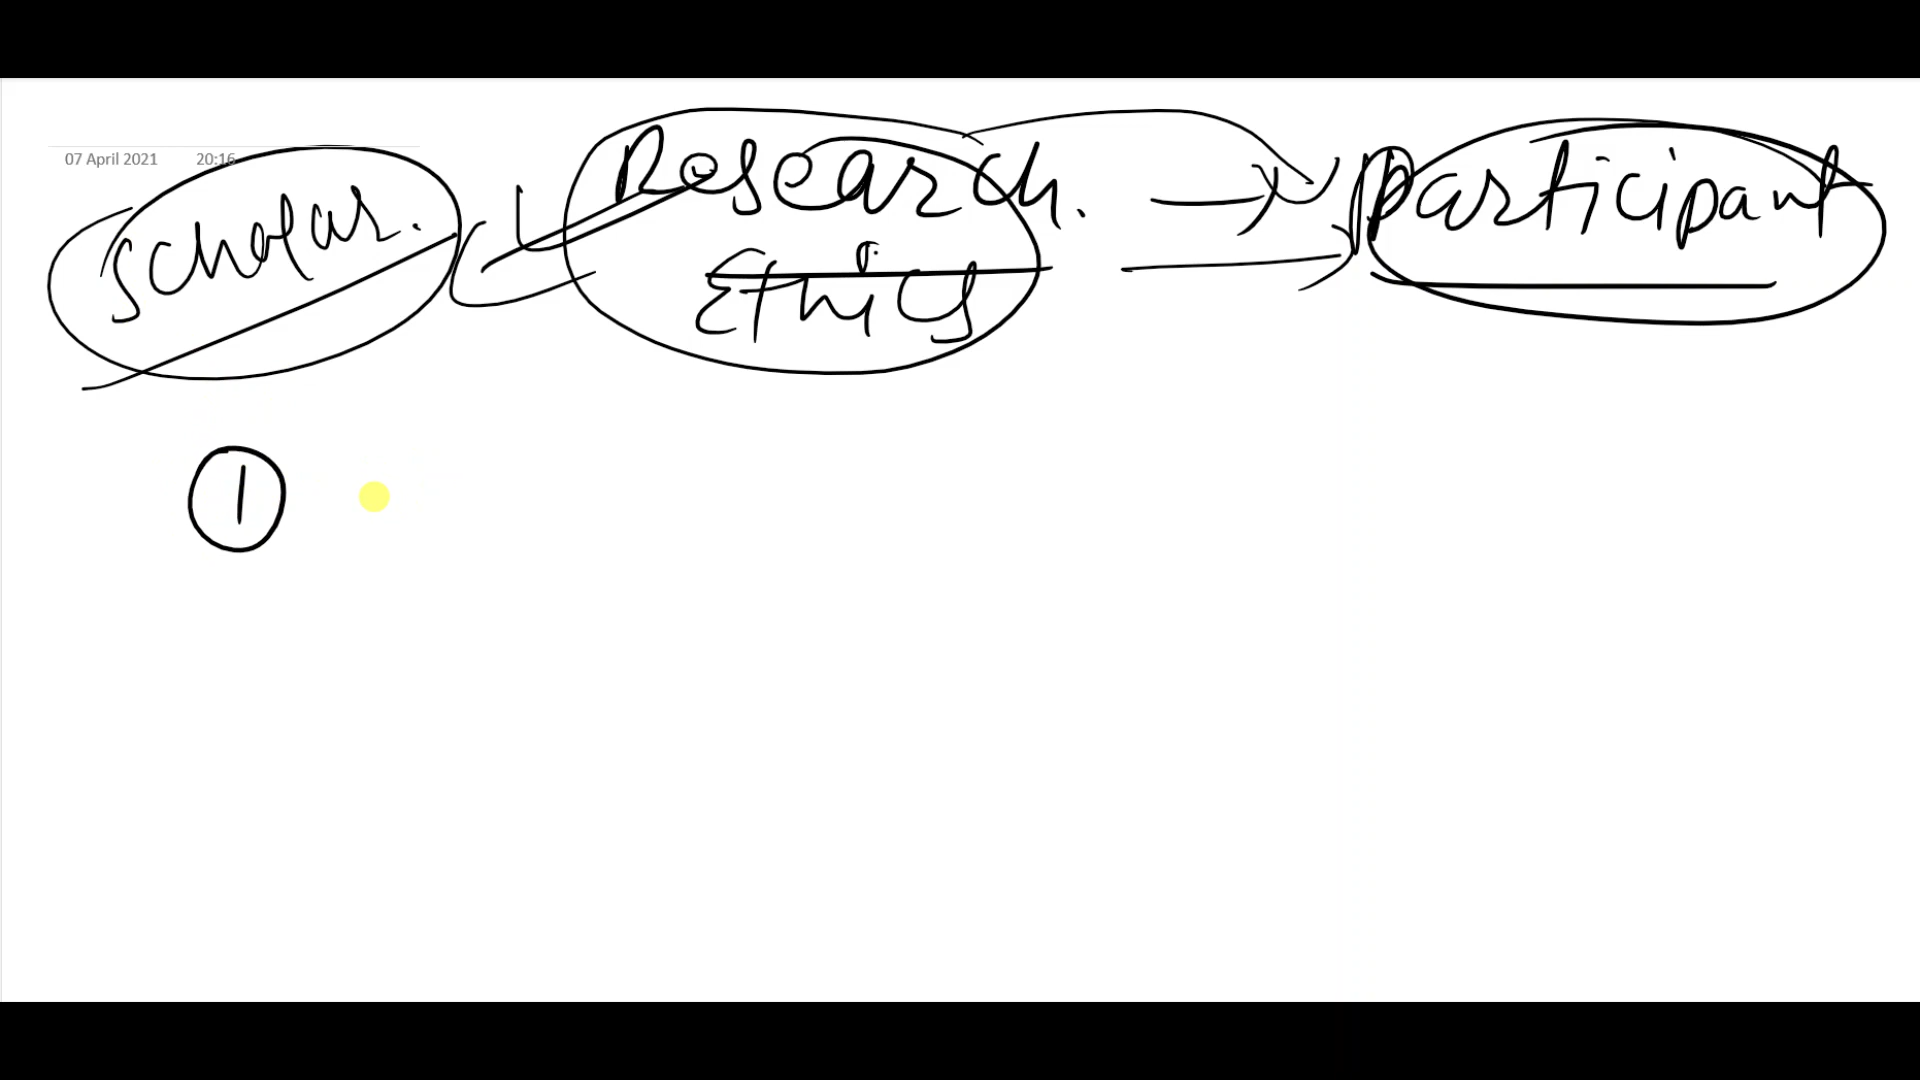 07 April 2021 20:16
Scholar. Research. → Participant
Ethics
1